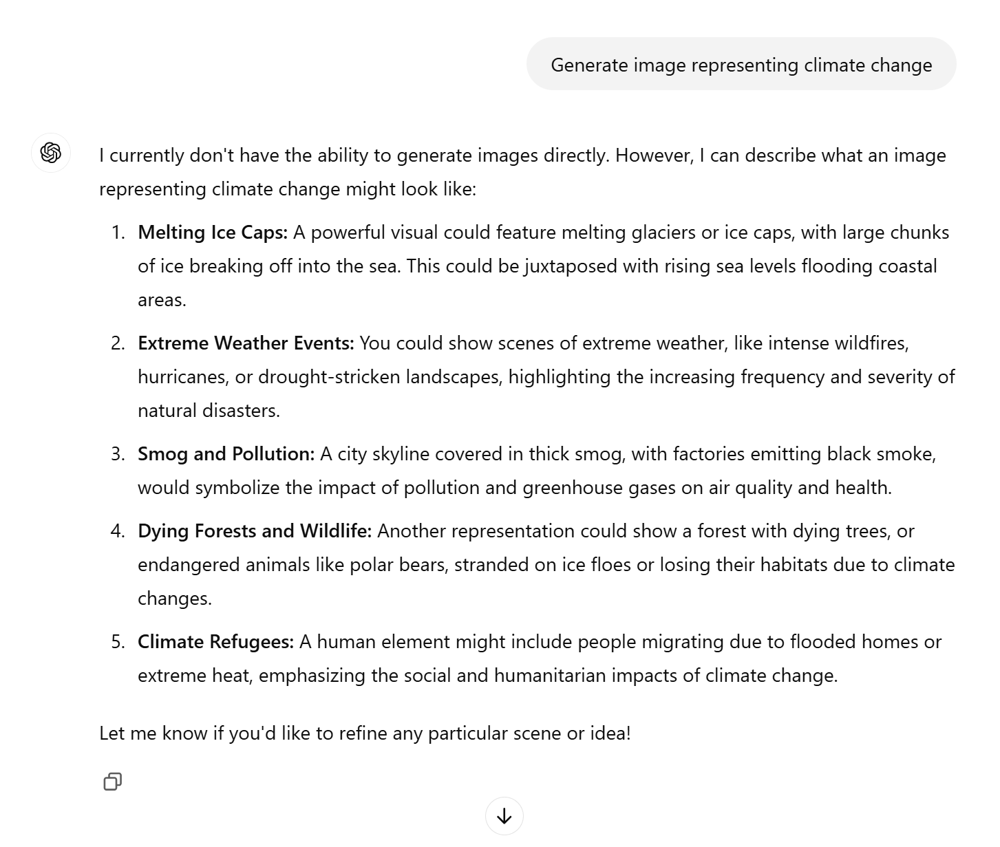 Generate image representing climate change
I currently don't have the ability to generate images directly. However, I can describe what an image
representing climate change might look like:
1. Melting Ice Caps: A powerful visual could feature melting glaciers or ice caps, with large chunks
of ice breaking off into the sea. This could be juxtaposed with rising sea levels flooding coastal
areas.
2. Extreme Weather Events: You could show scenes of extreme weather, like intense wildfires,
hurricanes, or drought-stricken landscapes, highlighting the increasing frequency and severity of
natural disasters.
3. Smog and Pollution: A city skyline covered in thick smog, with factories emitting black smoke,
would symbolize the impact of pollution and greenhouse gases on air quality and health.
4. Dying Forests and Wildlife: Another representation could show a forest with dying trees, or
endangered animals like polar bears, stranded on ice floes or losing their habitats due to climate
changes.
5. Climate Refugees: A human element might include people migrating due to flooded homes or
extreme heat, emphasizing the social and humanitarian impacts of climate change.
Let me know if you'd like to refine any particular scene or idea!